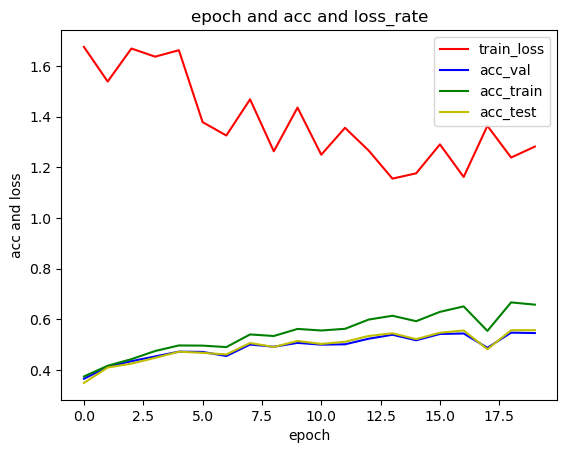 epoch and acc and loss_rate
train_loss
acc_val
acc_train
acc_test
acc and loss
1.6
1.4
1.2
1.0
0.8
0.6
0.4
0.0 2.5 5.0 7.5 10.0 12.5 15.0 17.5
epoch